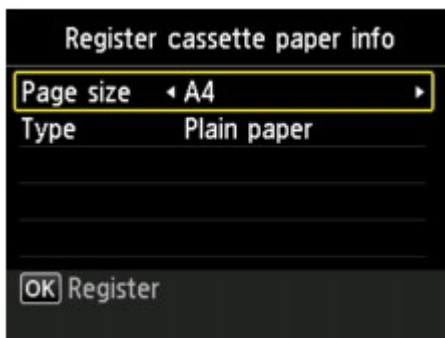 Register cassette paper info
Page size A4
Type Plain paper
OK Register